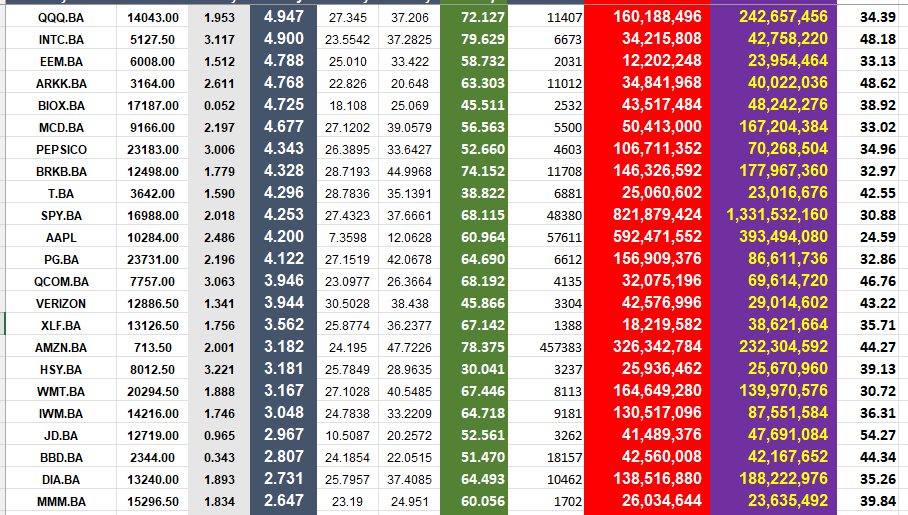 QQQ.BA 14043.00 1.953 4.947 27.345 37.206 72.127 11407 160,188,496 242,657,456 34.39
INTC.BA 5127.50 3.117 4.900 23.5542 37.2825 79.629 6673 34,215,808 42,758,220 48.18
EEM.BA 6008.00 1.512 4.788 25.010 33.422 58.732 2031 12,202,248 23,954,464 33.13
ARKK.BA 3164.00 2.611 4.768 22.826 20.648 63.303 11012 34,841,968 40,022,036 48.62
BIOX.BA 17187.00 0.052 4.725 18.108 25.069 45.511 2532 43,517,484 48,242,276 38.92
MCD.BA 9166.00 2.197 4.677 27.1202 39.0579 56.563 5500 50,413,000 167,204,384 33.02
PEPSICO 23183.00 3.006 4.343 26.3895 33.6427 52.660 4603 106,711,352 70,268,504 34.96
BRKB.BA 12498.00 1.779 4.328 28.7193 44.9968 74.152 11708 146,326,592 177,967,360 32.97
T.BA 3642.00 1.590 4.296 28.7836 35.1391 38.822 6881 25,060,602 23,016,676 42.55
SPY.BA 16988.00 2.018 4.253 27.4323 37.6661 68.115 48380 821,879,424 1,331,532,160 30.88
AAPL 10284.00 2.486 4.200 7.3598 12.0628 60.964 57611 592,471,552 393,494,080 24.59
PG.BA 23731.00 2.196 4.122 27.1519 42.0678 64.690 6612 156,909,376 86,611,736 32.86
QCOM.BA 7757.00 3.063 3.946 23.0977 26.3664 68.192 4135 32,075,196 69,614,720 46.76
VERIZON 12886.50 1.341 3.944 30.5028 38.438 45.866 3304 42,576,996 29,014,602 43.22
XLF.BA 13126.50 1.756 3.562 25.8774 36.2377 67.142 1388 18,219,582 38,621,664 35.71
AMZN.BA 713.50 2.001 3.182 24.195 47.7226 78.375 457383 326,342,784 232,304,592 44.27
HSY.BA 8012.50 3.221 3.181 25.7849 28.9635 30.041 3237 25,936,462 25,670,960 39.13
WMT.BA 20294.50 1.888 3.167 27.1028 40.5485 67.446 8113 164,649,280 139,970,576 30.72
IWM.BA 14216.00 1.746 3.048 24.7838 33.2209 64.718 9181 130,517,096 87,551,584 36.31
JD.BA 12719.00 0.965 2.967 10.5087 20.2572 52.561 3262 41,489,376 47,691,084 54.27
BBD.BA 2344.00 0.343 2.807 24.1854 22.0515 51.470 18157 42,560,008 42,167,652 44.34
DIA.BA 13240.00 1.893 2.731 25.7957 37.4085 64.493 10462 138,516,880 188,222,976 35.26
MMM.BA 15296.50 1.834 2.647 23.19 24.951 60.056 1702 26,034,644 23,635,492 39.84